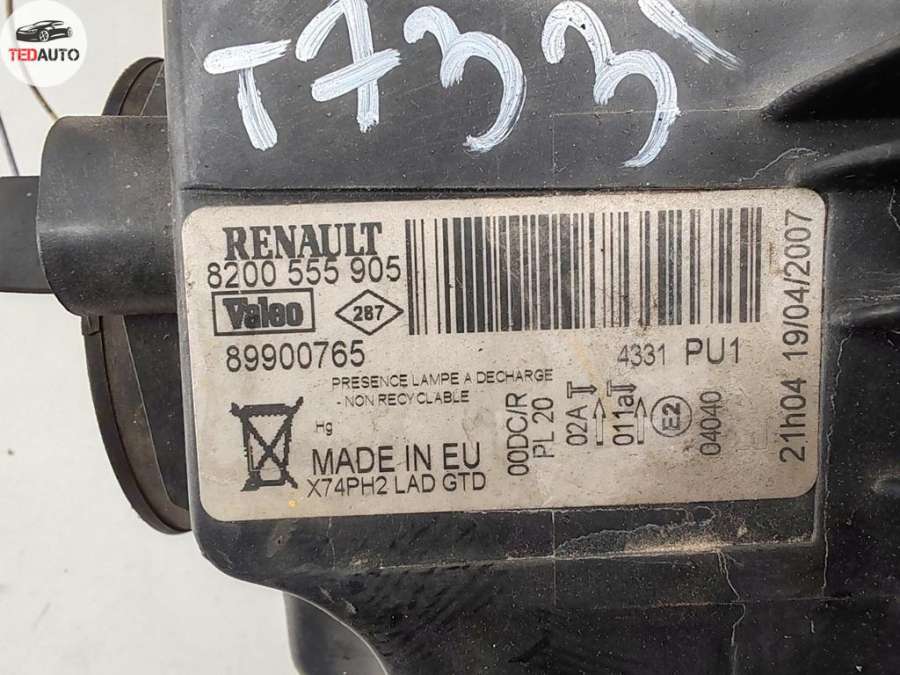 TEDAUTO
T733
RENAULT
8200 555 905
Valeo
287
89900765
4331 PU1
PRESENCE LAMPE A DECHARGE
- NON RECYCLABLE
Hg
MADE IN EU
X74PH2 LAD GTD
00DC/R
PL 20
02A
011a
E2
04040
21h04 19/04/2007